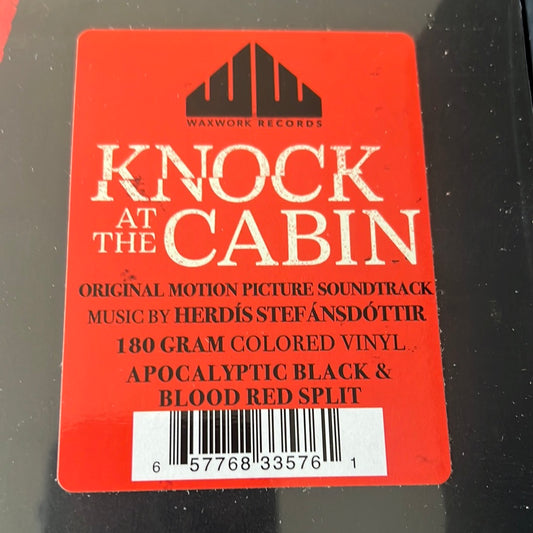 WW
WAXWORK RECORDS
KNOCK
AT THE CABIN
ORIGINAL MOTION PICTURE SOUNDTRACK
MUSIC BY HERDÍS STEFÁNSDÓTTIR
180 GRAM COLORED VINYL
APOCALYPTIC BLACK &
BLOOD RED SPLIT
6 57768 33576 1